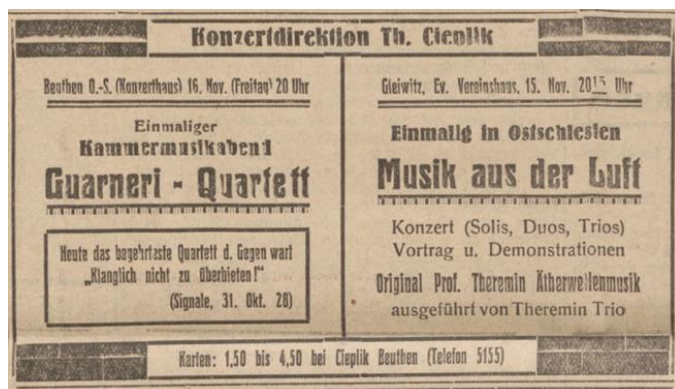 Konzertdirektion Th. Cieplik
Beuthen O.-S. (Konzerthaus) 16. Nov. (Freitag) 20 Uhr
Einmaliger
Kammermusikabend
Guarneri - Quartett
Heute das begehrteste Quartett d. Gegenwart
„Klanglich nicht zu überbieten!“
(Signale, 31. Okt. 28)
Gleiwitz, Ev. Vereinshaus, 15. Nov. 20 15 Uhr
Einmalig in Ostschlesien
Musik aus der Luft
Konzert (Solis, Duos, Trios)
Vortrag u. Demonstrationen
Original Prof. Theremin Ätherwellenmusik
ausgeführt von Theremin Trio
Karten: 1,50 bis 4,50 bei Cieplik Beuthen (Telefon 5155)